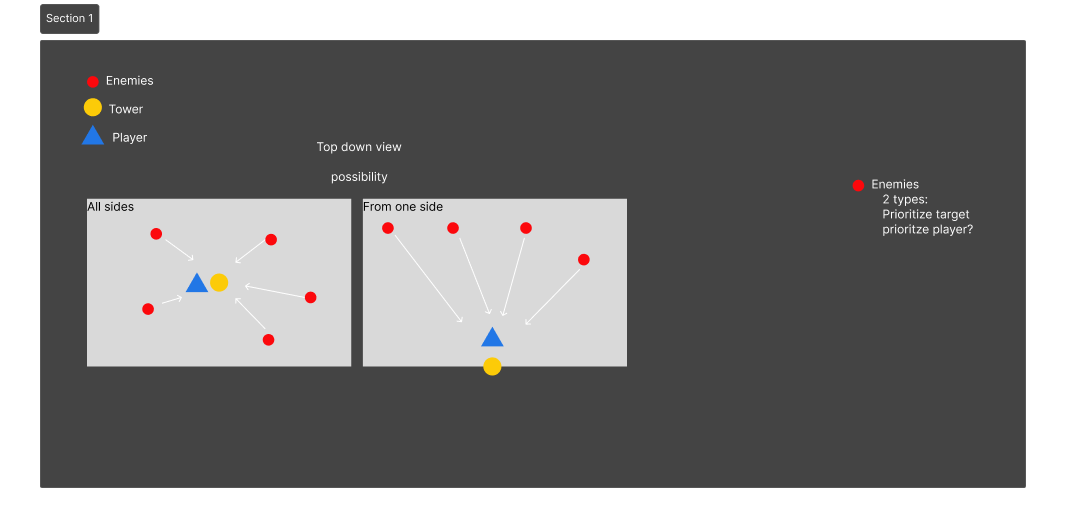 Section 1
Enemies
Tower
Player
Top down view
possibility
All sides
From one side
Enemies
2 types:
Prioritize target
prioritze player?